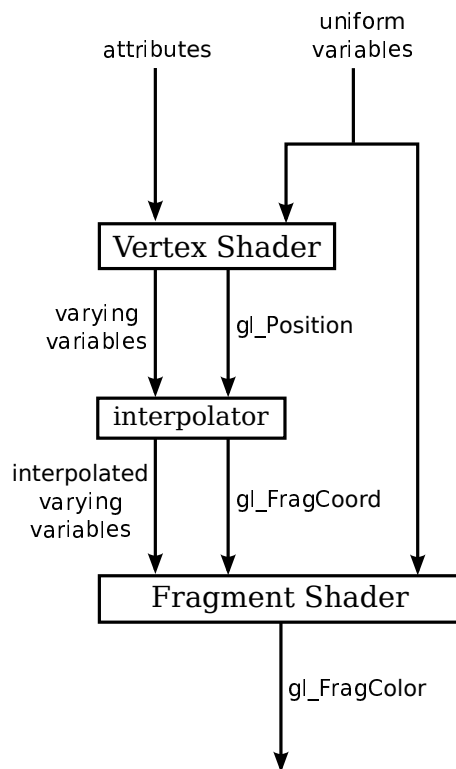 attributes
uniform
variables
Vertex Shader
varying
variables
gl_Position
interpolator
interpolated
varying
variables
gl_FragCoord
Fragment Shader
gl_FragColor